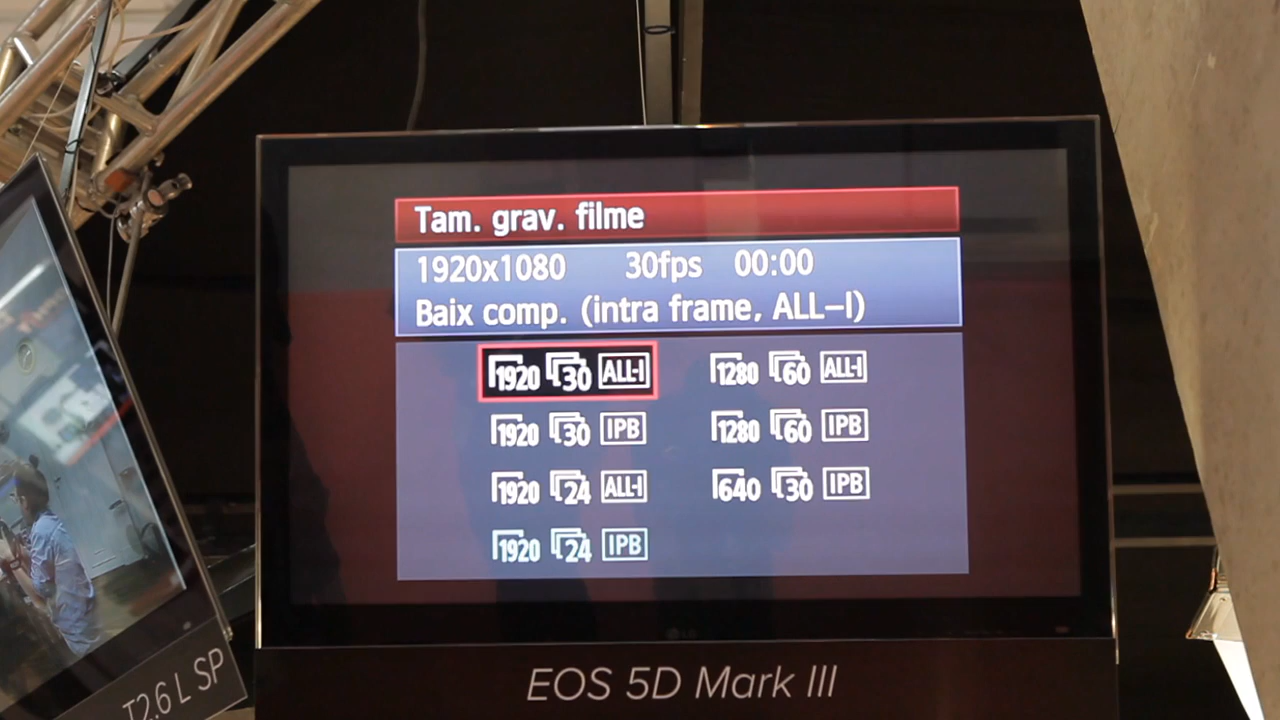 Tam. grav. filme
1920x1080 30fps 00:00
Baix comp. (intra frame, ALL-I)
1920 30 ALL-I 1280 60 ALL-I
1920 30 IPB 1280 60 IPB
1920 24 ALL-I 640 30 IPB
1920 24 IPB
LG
EOS 5D Mark III
T2.6 L SP